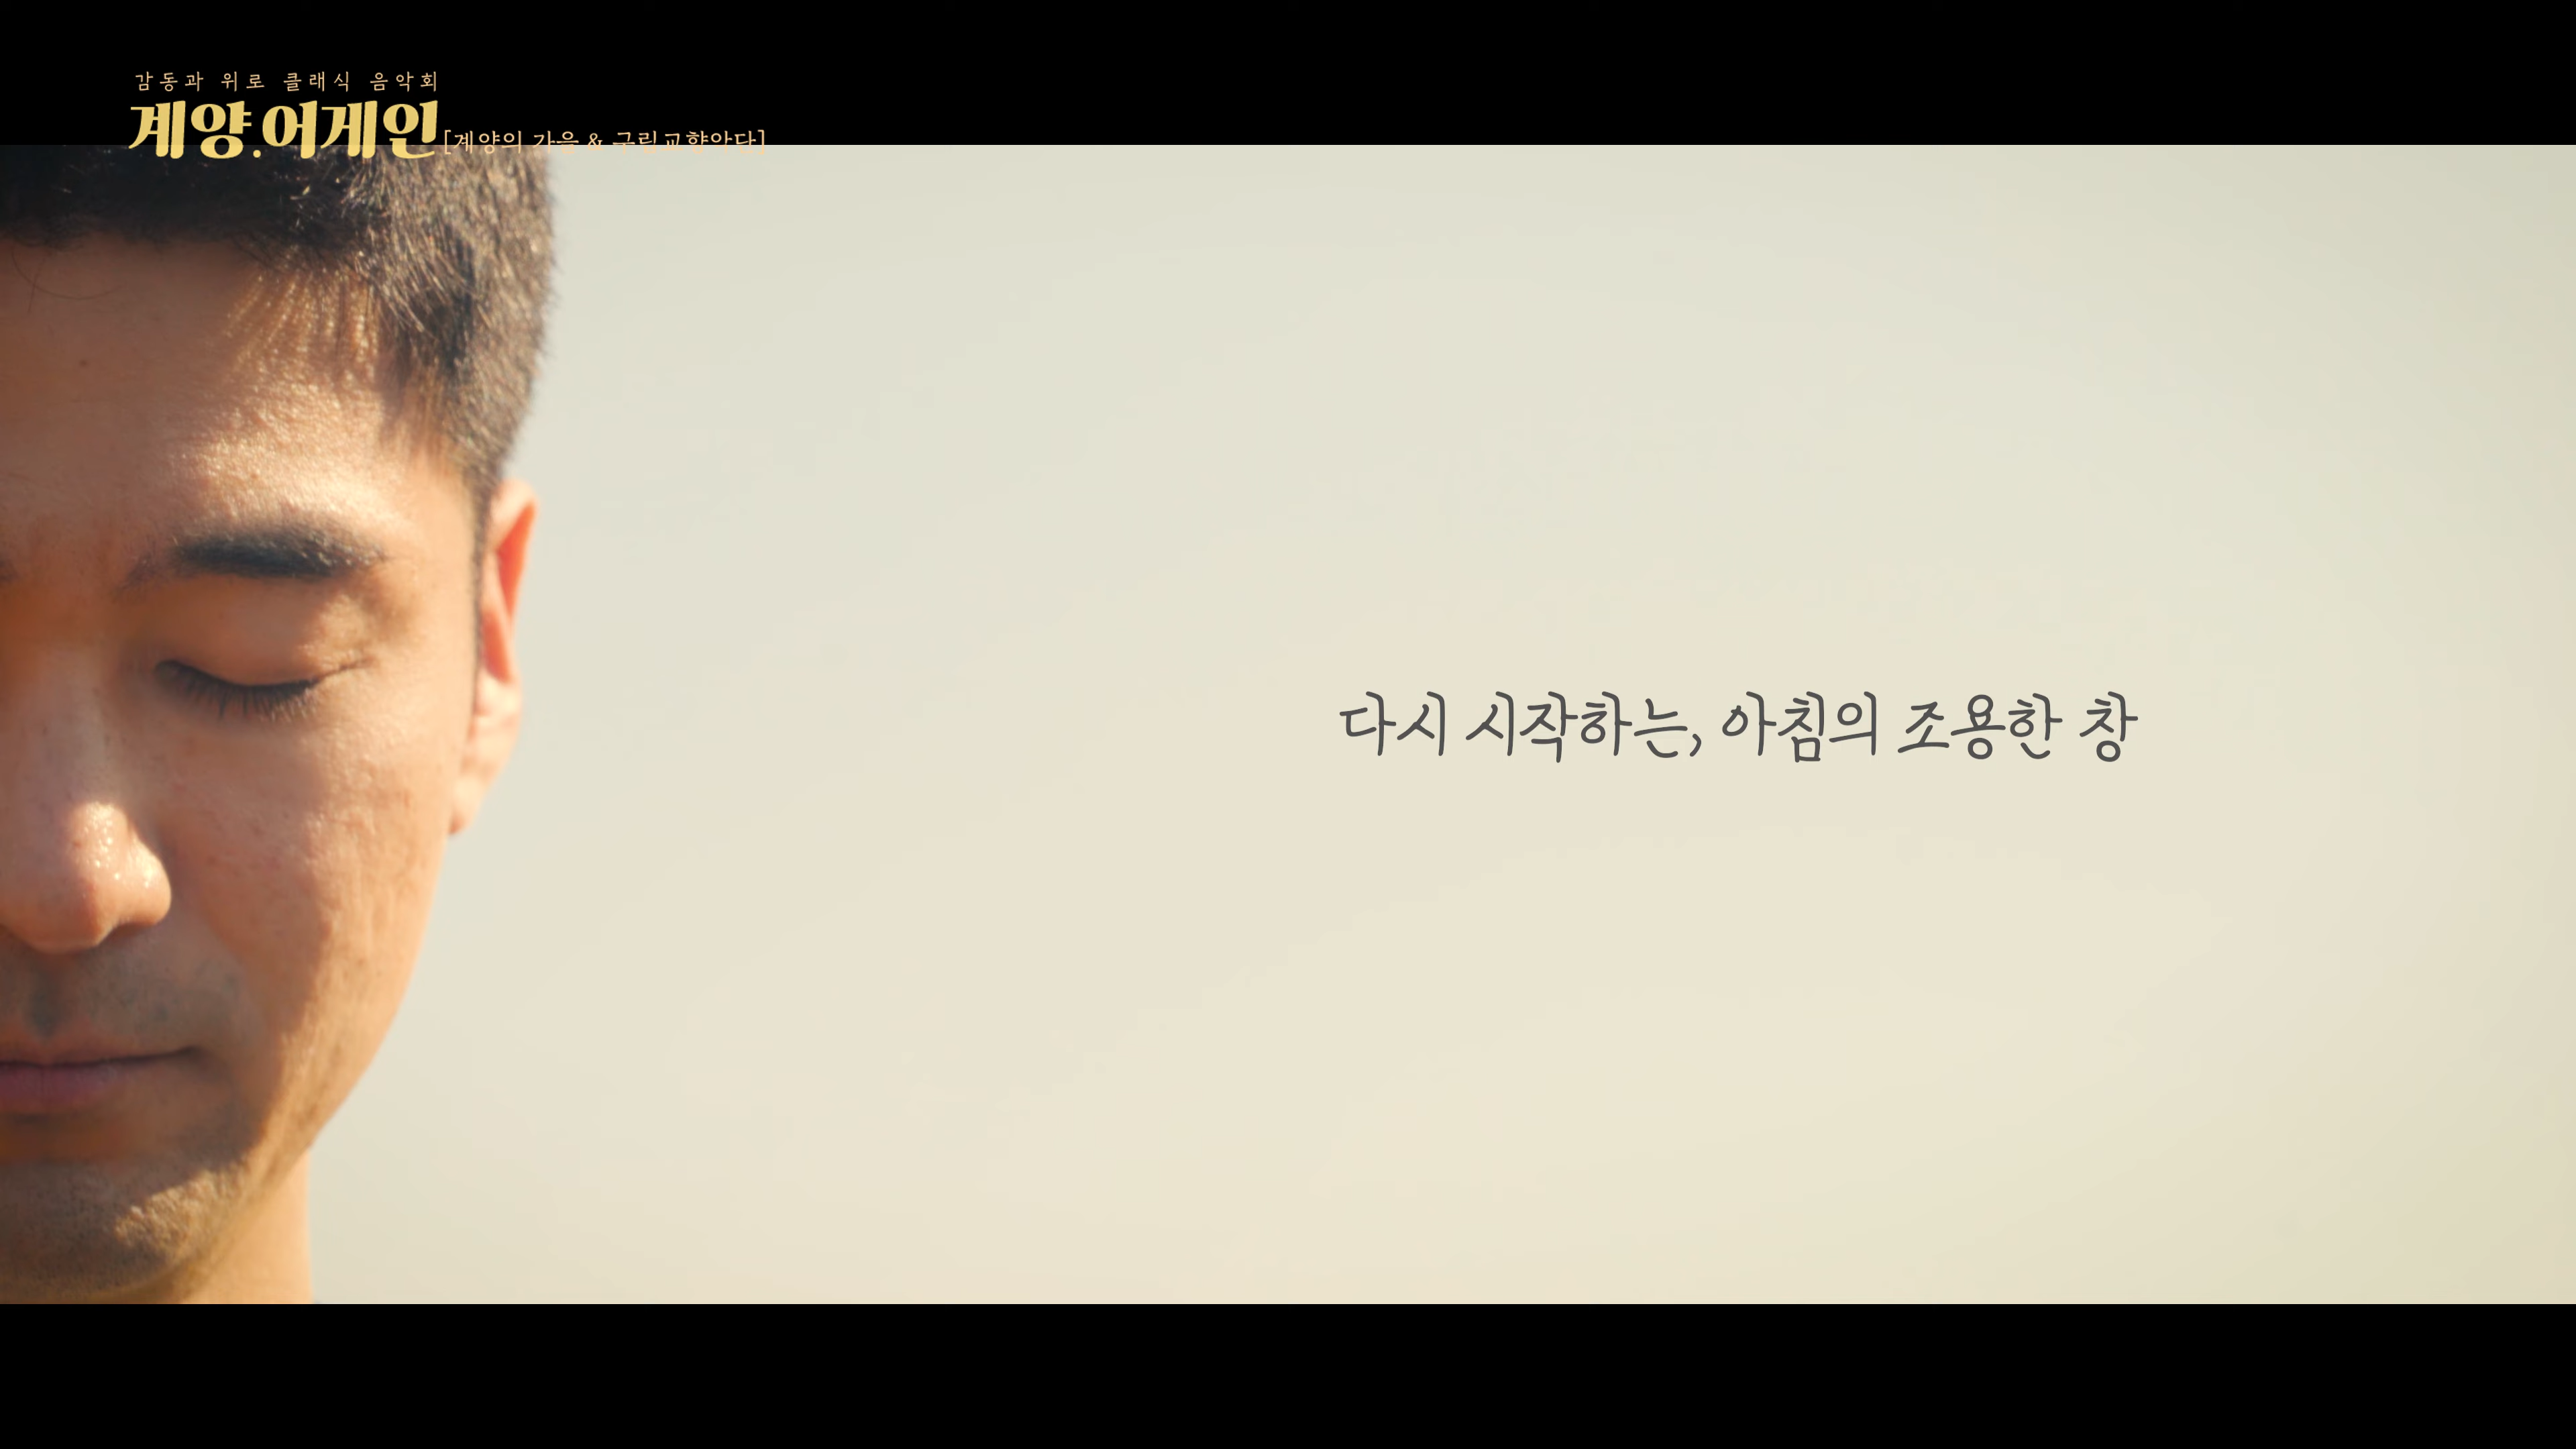 감동과 위로 클래식 음악회
계양.어게인 [계양의 가을 & 구립교향악단]
다시 시작하는, 아침의 조용한 창